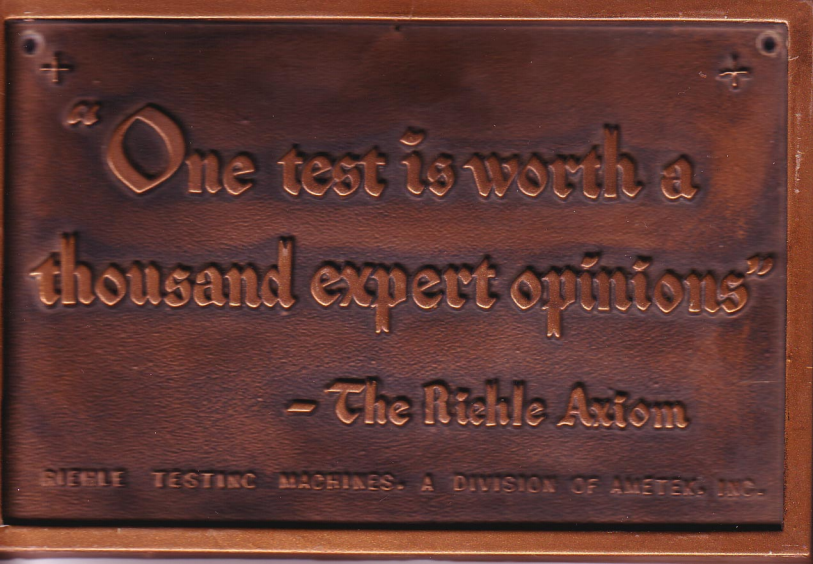 “One test is worth a
thousand expert opinions”
- The Riehle Axiom
RIEHLE TESTING MACHINES. A DIVISION OF AMETEK, INC.